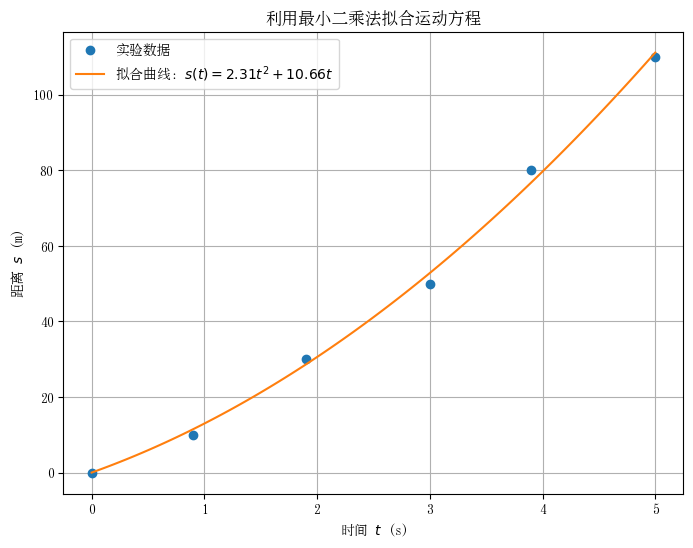 利用最小二乘法拟合运动方程
实验数据
拟合曲线: s(t) = 2.31t² + 10.66t
100
80
60
40
20
0
距离 s (m)
0 1 2 3 4 5
时间 t (s)